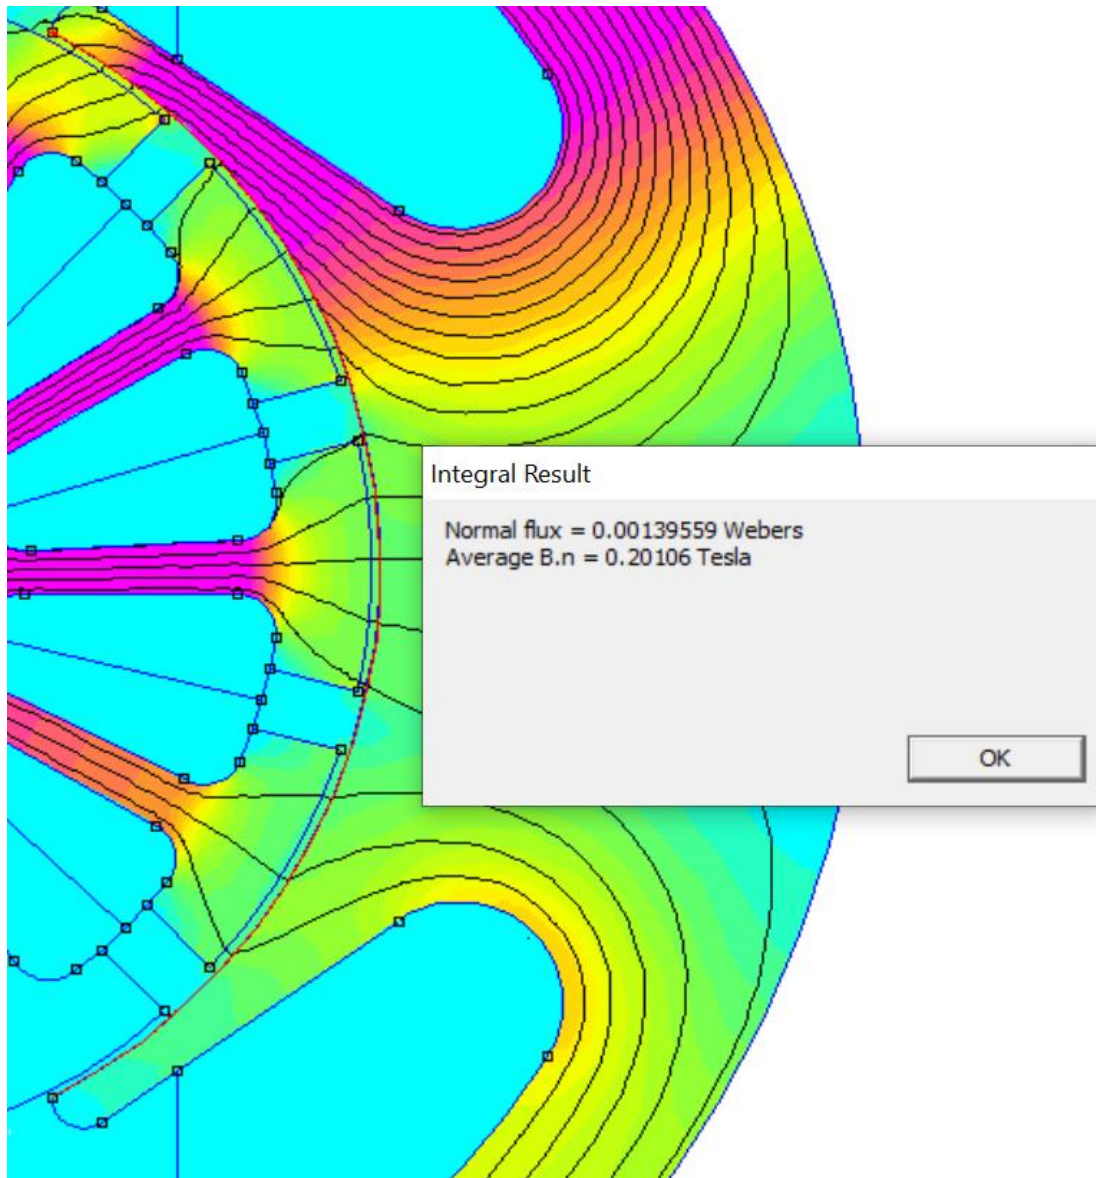 Integral Result
Normal flux = 0.00139559 Webers
Average B.n = 0.20106 Tesla
OK